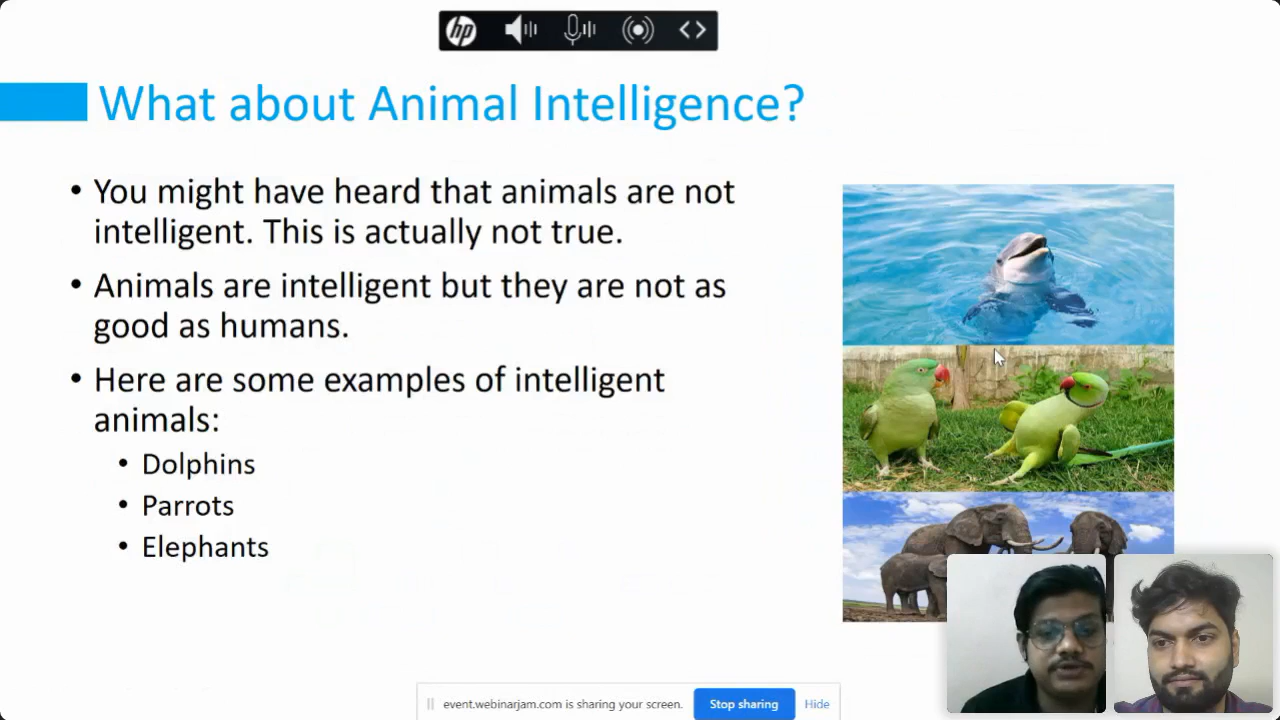 hp
What about Animal Intelligence?
• You might have heard that animals are not
intelligent. This is actually not true.
• Animals are intelligent but they are not as
good as humans.
• Here are some examples of intelligent
animals:
• Dolphins
• Parrots
• Elephants
event.webinarjam.com is sharing your screen.
Stop sharing
Hide